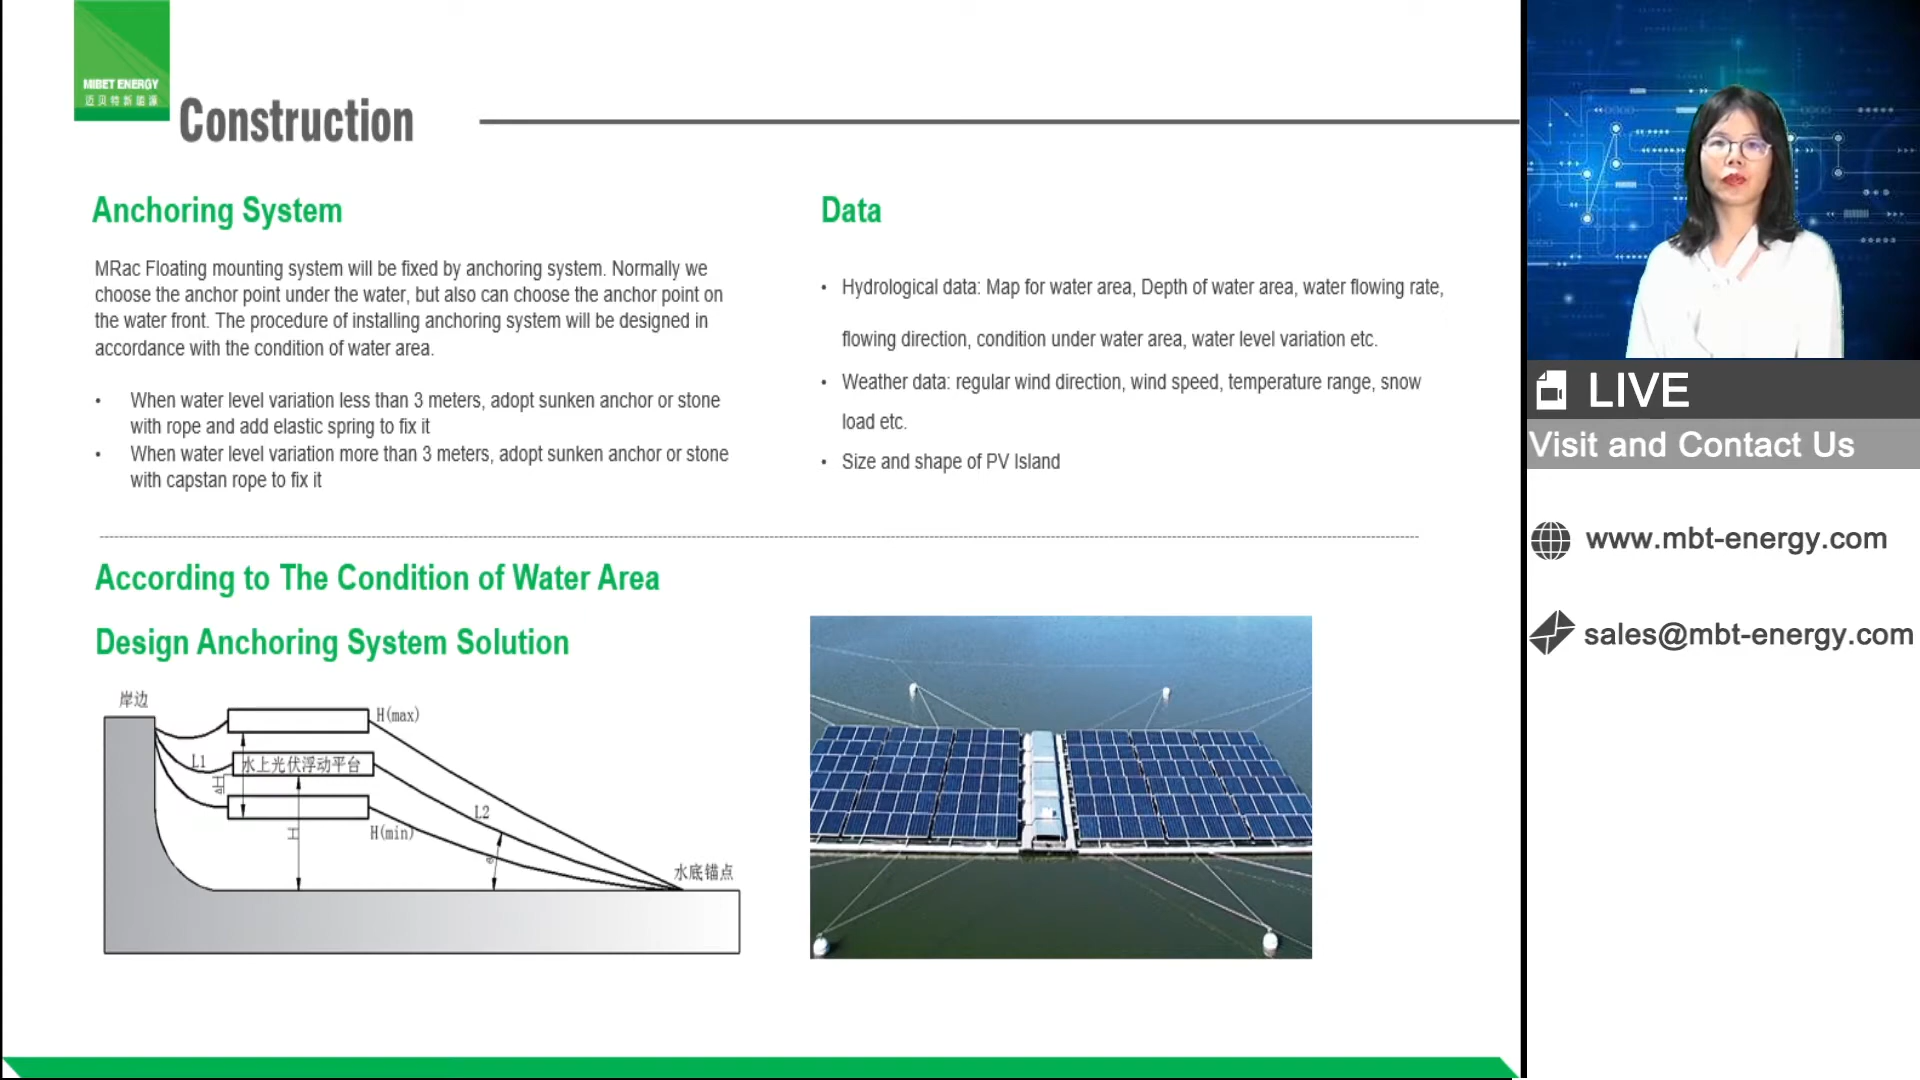 MIBET ENERGY
迈贝特新能源
Construction
Anchoring System
MRac Floating mounting system will be fixed by anchoring system. Normally we
choose the anchor point under the water, but also can choose the anchor point on
the water front. The procedure of installing anchoring system will be designed in
accordance with the condition of water area.
• When water level variation less than 3 meters, adopt sunken anchor or stone
with rope and add elastic spring to fix it
• When water level variation more than 3 meters, adopt sunken anchor or stone
with capstan rope to fix it
Data
• Hydrological data: Map for water area, Depth of water area, water flowing rate,
flowing direction, condition under water area, water level variation etc.
• Weather data: regular wind direction, wind speed, temperature range, snow
load etc.
• Size and shape of PV Island
According to The Condition of Water Area
Design Anchoring System Solution
岸边
H(max)
L1
水上光伏浮动平台
ΔH
L2
H
H(min)
水底锚点
LIVE
Visit and Contact Us
www.mbt-energy.com
sales@mbt-energy.com